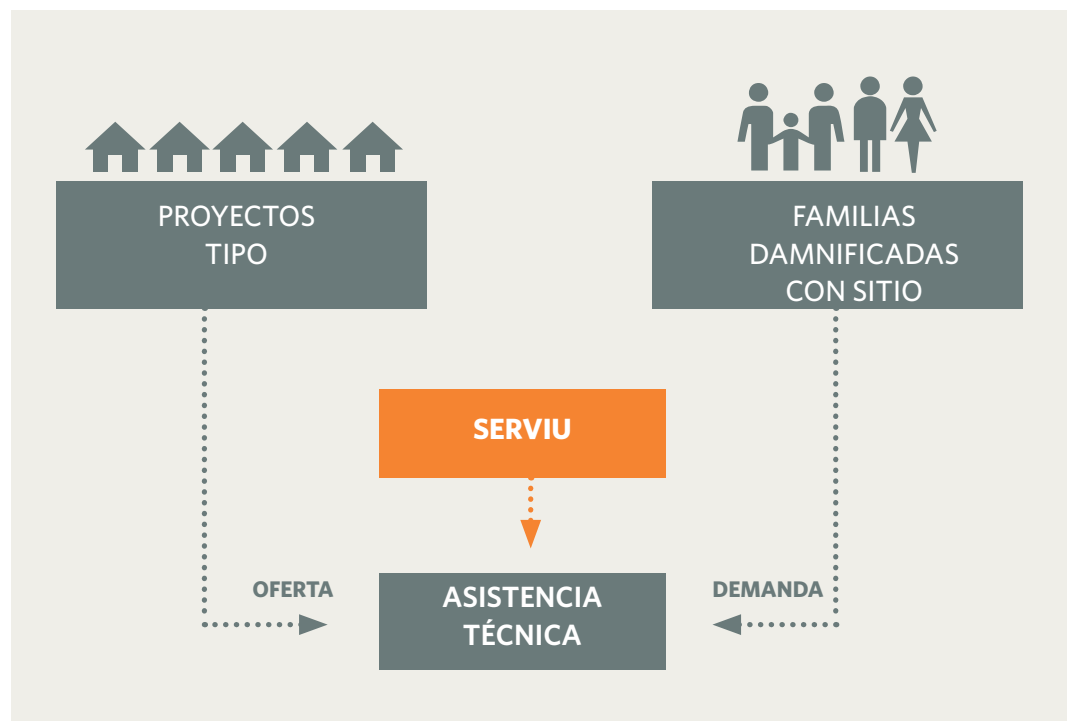 PROYECTOS
TIPO
FAMILIAS
DAMNIFICADAS
CON SITIO
SERVIU
OFERTA
ASISTENCIA
TÉCNICA
DEMANDA